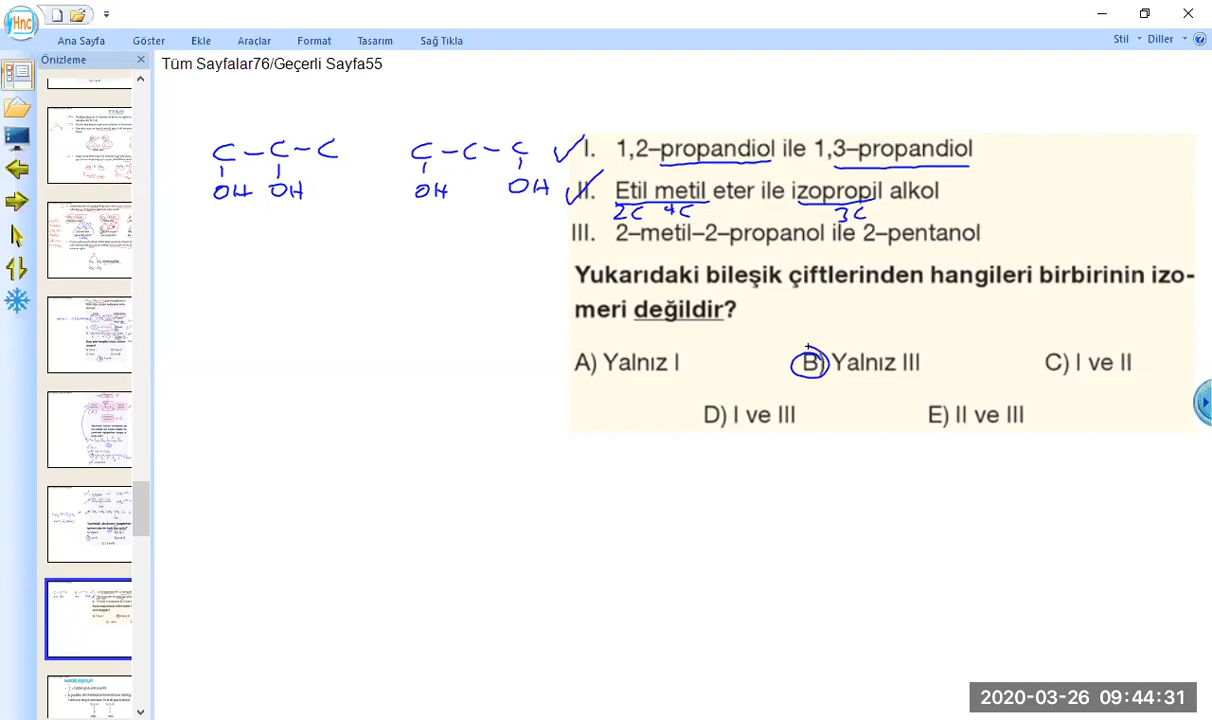 Hnc
Ana Sayfa Göster Ekle Araçlar Format Tasarım Sağ Tıkla Stil Diller
Önizleme
Tüm Sayfalar76/Geçerli Sayfa55
C – C – C
OH OH
C – C – C
OH OH
I. 1,2–propandiol ile 1,3–propandiol
II. Etil metil eter ile izopropil alkol
2C 4C 3C
III. 2–metil–2–propanol ile 2–pentanol
Yukarıdaki bileşik çiftlerinden hangileri birbirinin izo-
meri değildir?
A) Yalnız I B) Yalnız III C) I ve II
D) I ve III E) II ve III
2020-03-26 09:44:31